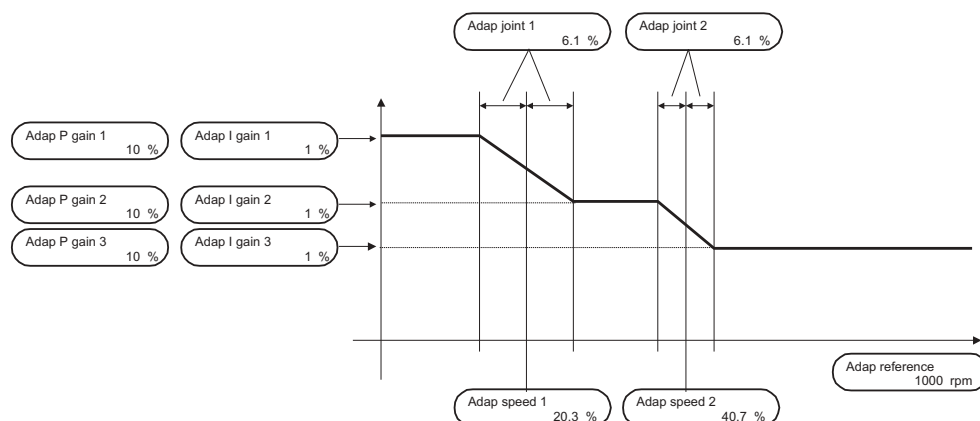 Adap joint 1
6.1 %
Adap joint 2
6.1 %
Adap P gain 1
10 %
Adap I gain 1
1 %
Adap P gain 2
10 %
Adap I gain 2
1 %
Adap P gain 3
10 %
Adap I gain 3
1 %
Adap reference
1000 rpm
Adap speed 1
20.3 %
Adap speed 2
40.7 %